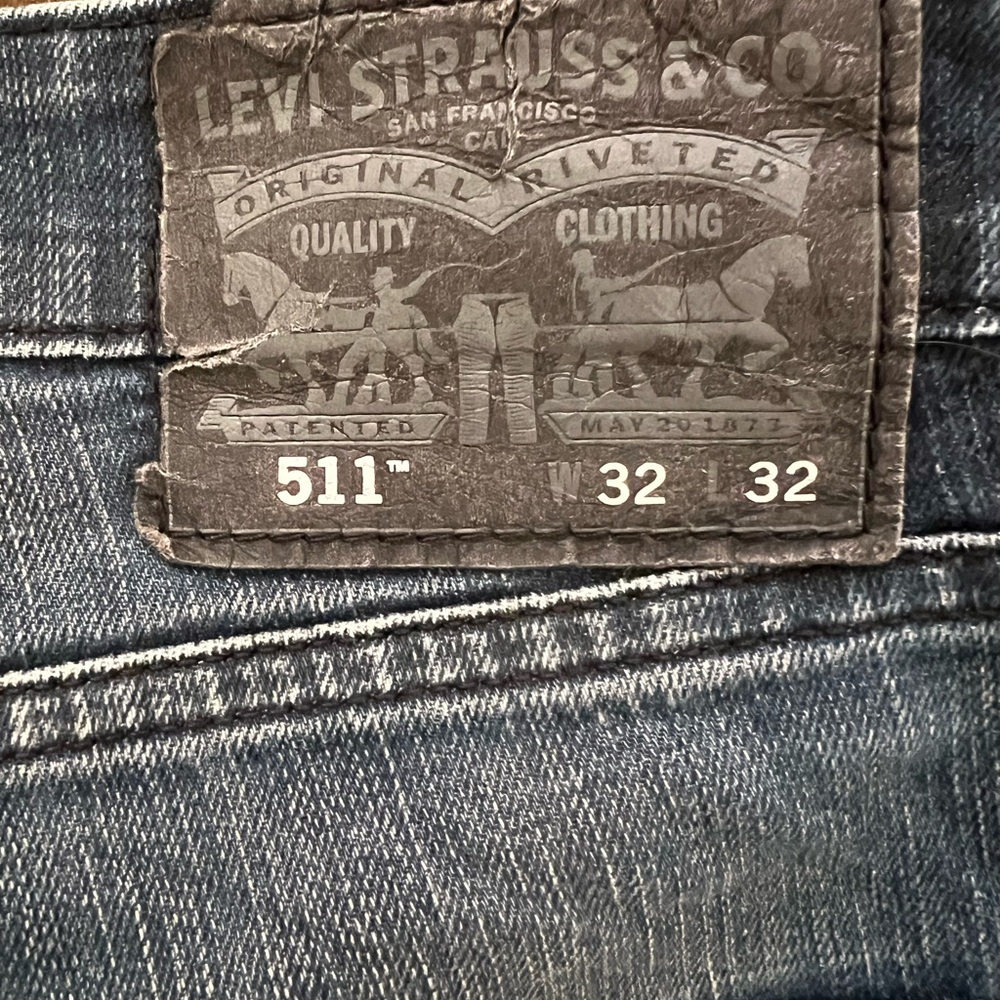 LEVI STRAUSS & CO.
SAN FRANCISCO
CAL
ORIGINAL RIVETED
QUALITY CLOTHING
PATENTED MAY 20 1873
511™ W 32 L 32